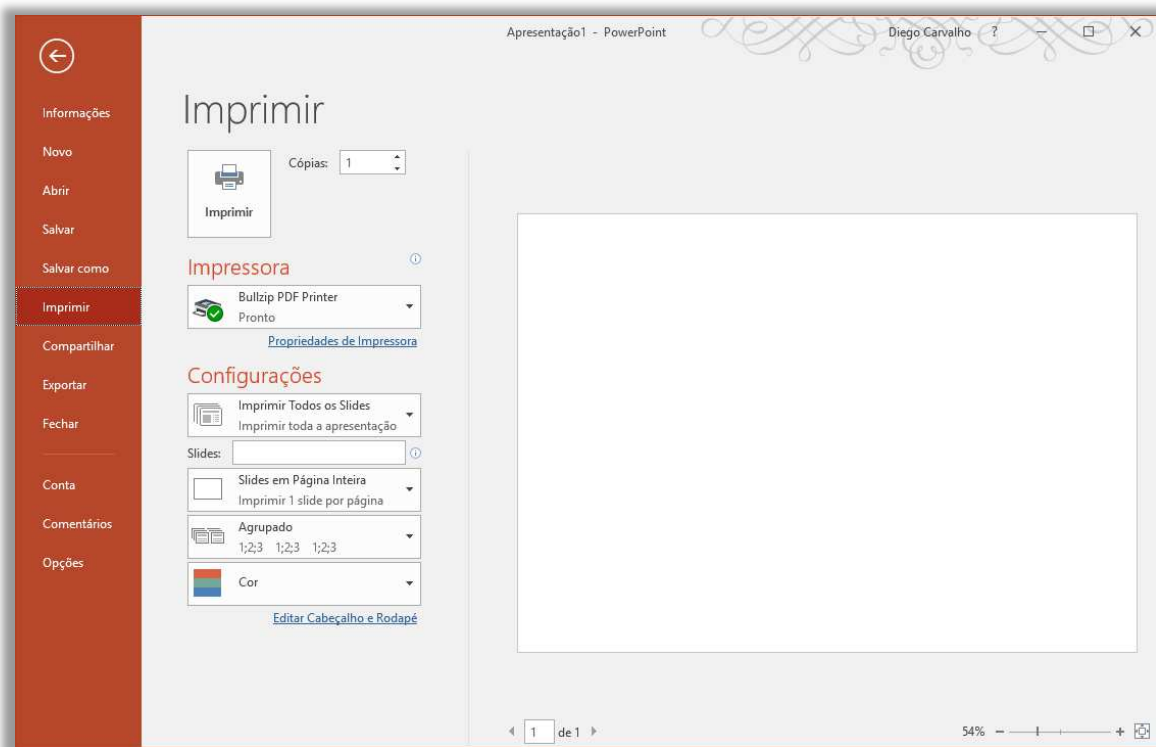 Apresentação1 - PowerPoint
Diego Carvalho
?
Informações
Novo
Abrir
Salvar
Salvar como
Imprimir
Compartilhar
Exportar
Fechar
Conta
Comentários
Opções
Imprimir
Imprimir
Cópias: 1
Impressora
Bullzip PDF Printer
Pronto
Propriedades de Impressora
Configurações
Imprimir Todos os Slides
Imprimir toda a apresentação
Slides:
Slides em Página Inteira
Imprimir 1 slide por página
Agrupado
1;2;3 1;2;3 1;2;3
Cor
Editar Cabeçalho e Rodapé
1 de 1
54%